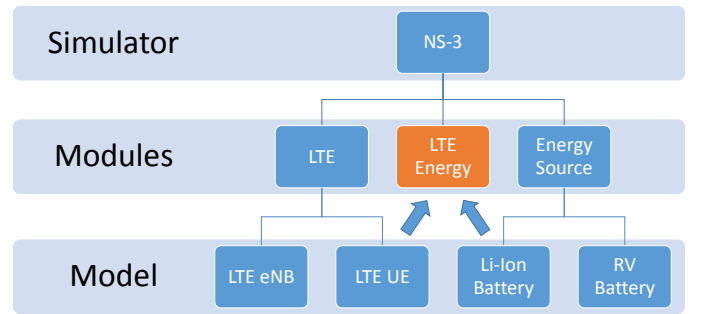 Simulator
NS-3
Modules
LTE
LTE
Energy
Energy
Source
Model
LTE eNB
LTE UE
Li-Ion
Battery
RV
Battery